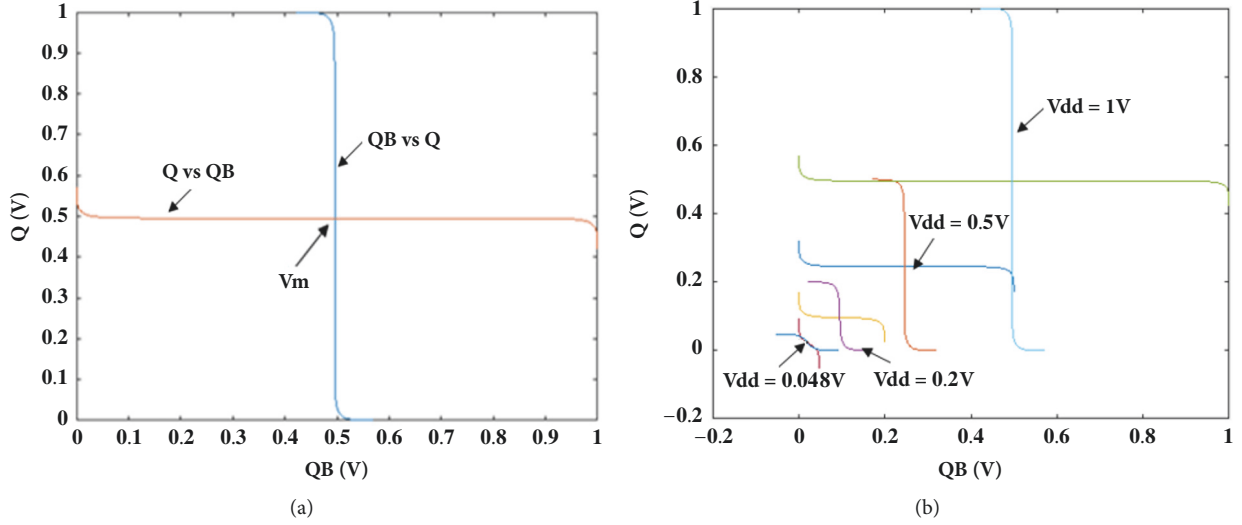 1
0.9
0.8
0.7
0.6
0.5
0.4
0.3
0.2
0.1
0
Q (V)
QB vs Q
Q vs QB
Vm
0 0.1 0.2 0.3 0.4 0.5 0.6 0.7 0.8 0.9 1
QB (V)
(a)
1
0.8
0.6
0.4
0.2
0
−0.2
Q (V)
Vdd = 1V
Vdd = 0.5V
Vdd = 0.048V
Vdd = 0.2V
−0.2 0 0.2 0.4 0.6 0.8 1
QB (V)
(b)